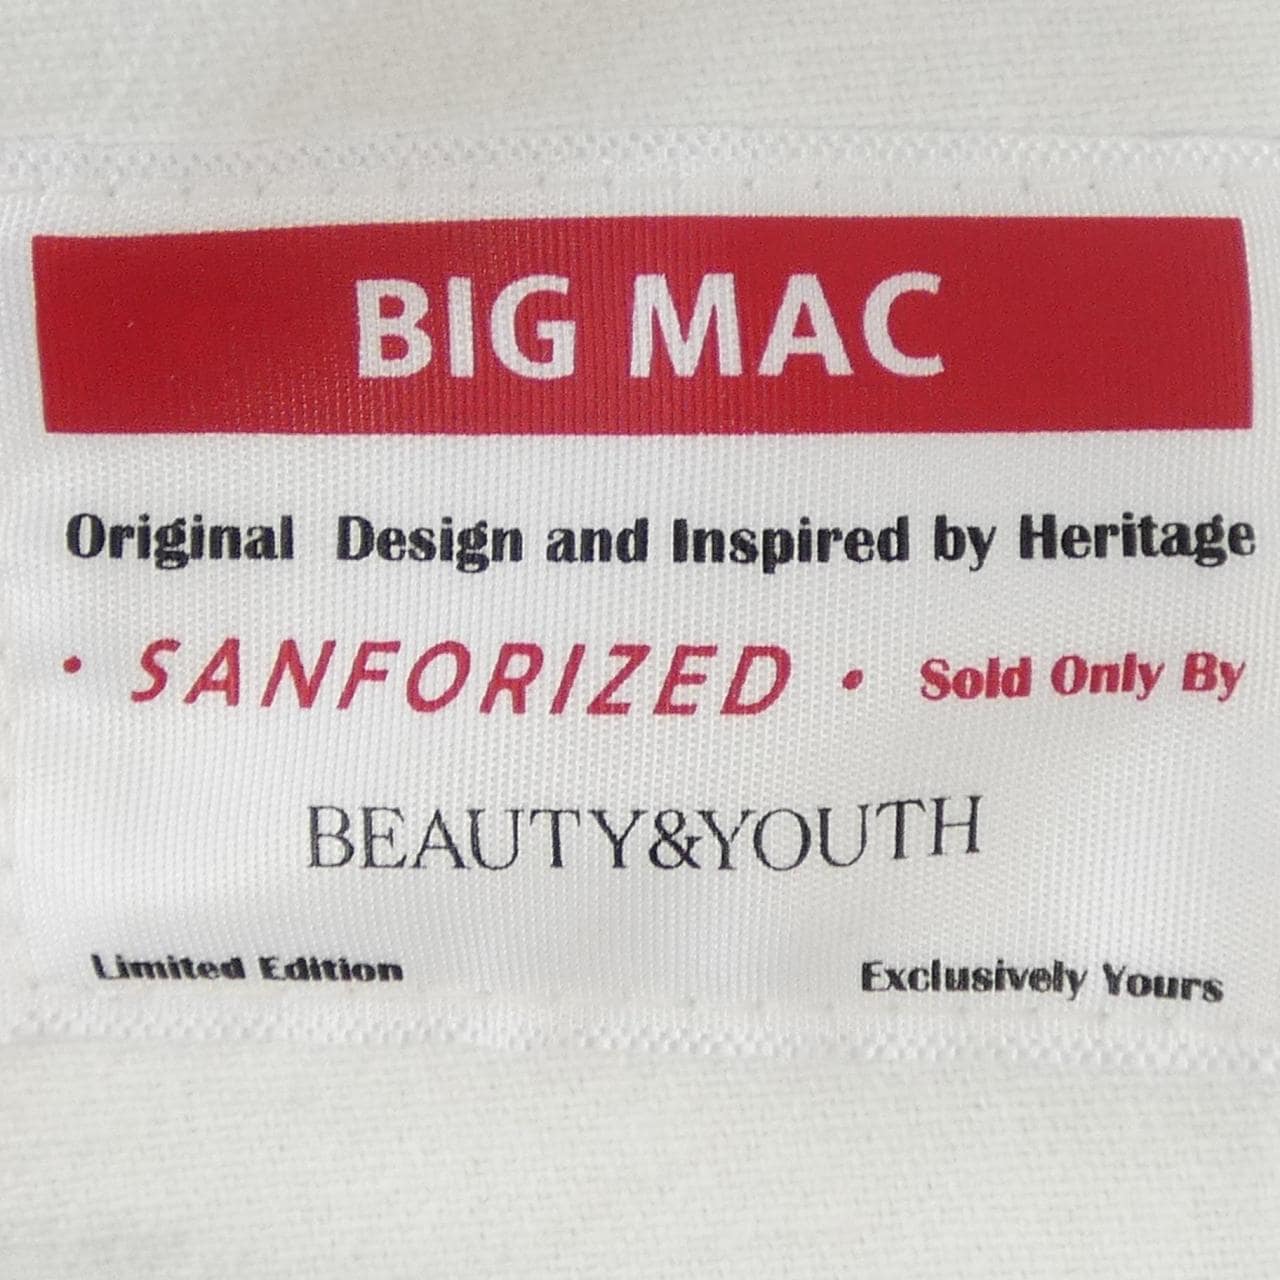 BIG MAC
Original Design and Inspired by Heritage
• SANFORIZED • Sold Only By
BEAUTY&YOUTH
Limited Edition Exclusively Yours